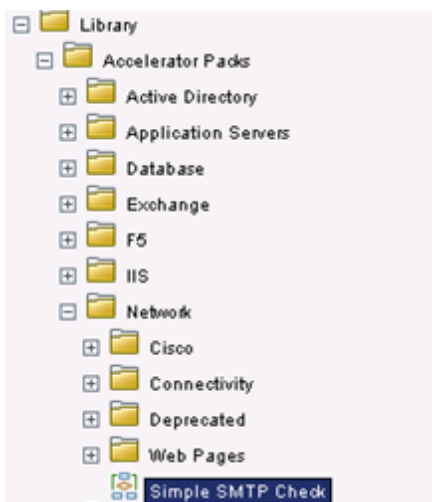 Library
Accelerator Packs
Active Directory
Application Servers
Database
Exchange
F5
IIS
Network
Cisco
Connectivity
Deprecated
Web Pages
Simple SMTP Check